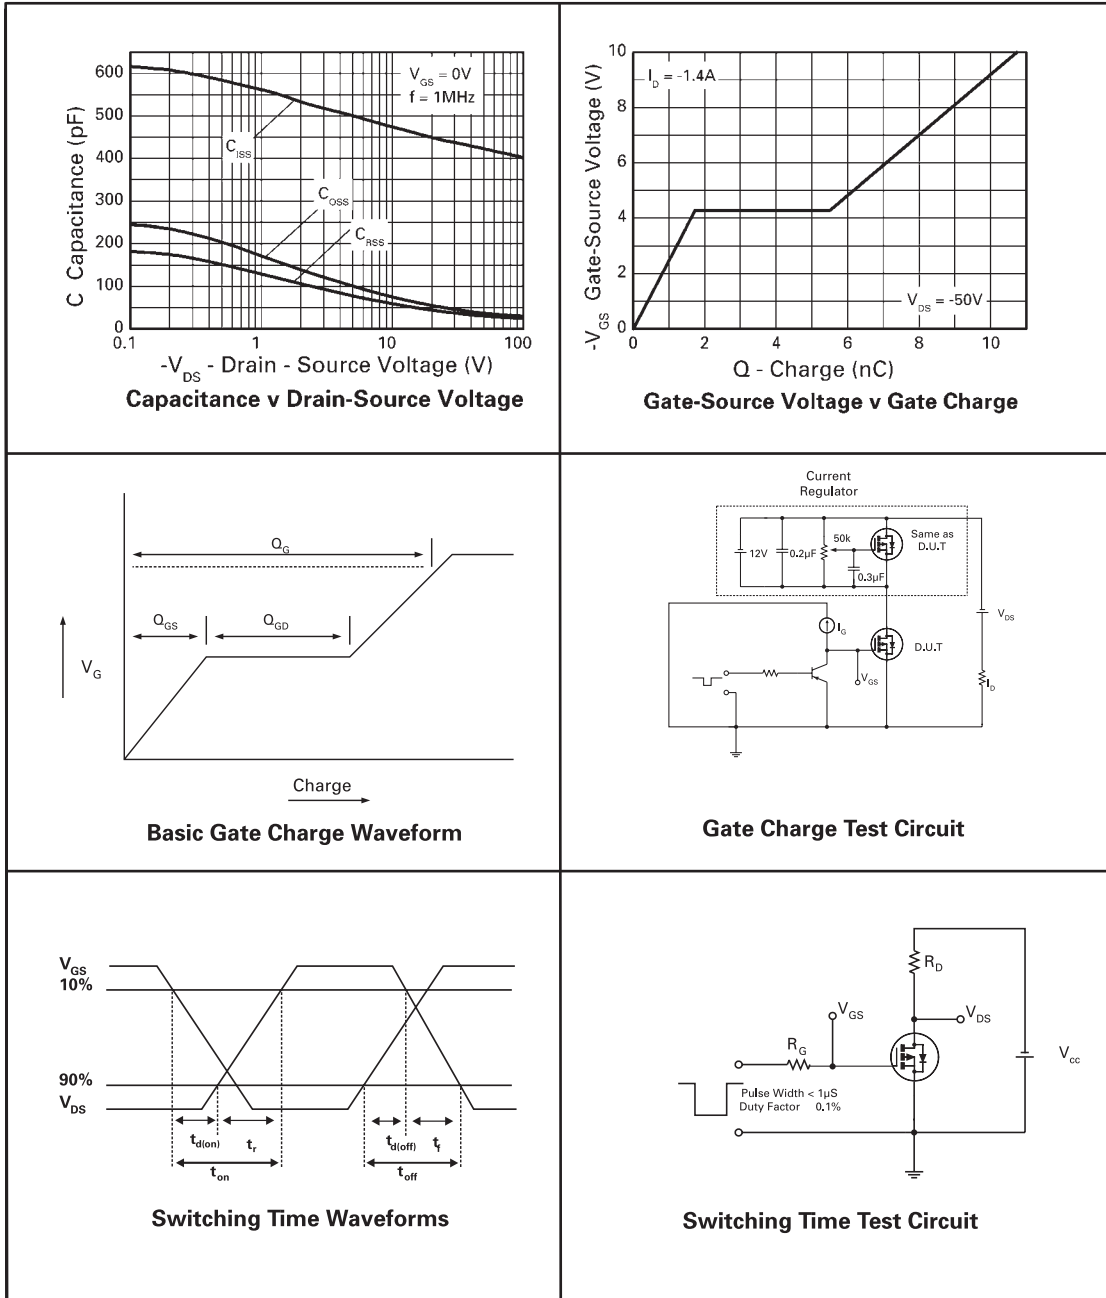 600
500
400
300
200
100
0
C Capacitance (pF)
V_GS = 0V
f = 1MHz
C_ISS
C_OSS
C_RSS
0.1
1
10
100
-V_DS - Drain - Source Voltage (V)
Capacitance v Drain-Source Voltage
10
8
6
4
2
0
-V_GS Gate-Source Voltage (V)
I_D = -1.4A
V_DS = -50V
0
2
4
6
8
10
Q - Charge (nC)
Gate-Source Voltage v Gate Charge
Q_G
Q_GS
Q_GD
V_G
Charge
Basic Gate Charge Waveform
Current
Regulator
12V
0.2µF
50k
Same as
D.U.T
0.3µF
I_G
V_DS
D.U.T
V_GS
I_D
Gate Charge Test Circuit
V_GS
10%
90%
V_DS
t_d(on)
t_r
t_d(off)
t_f
t_on
t_off
Switching Time Waveforms
R_D
V_GS
V_DS
R_G
V_cc
Pulse Width < 1µS
Duty Factor 0.1%
Switching Time Test Circuit